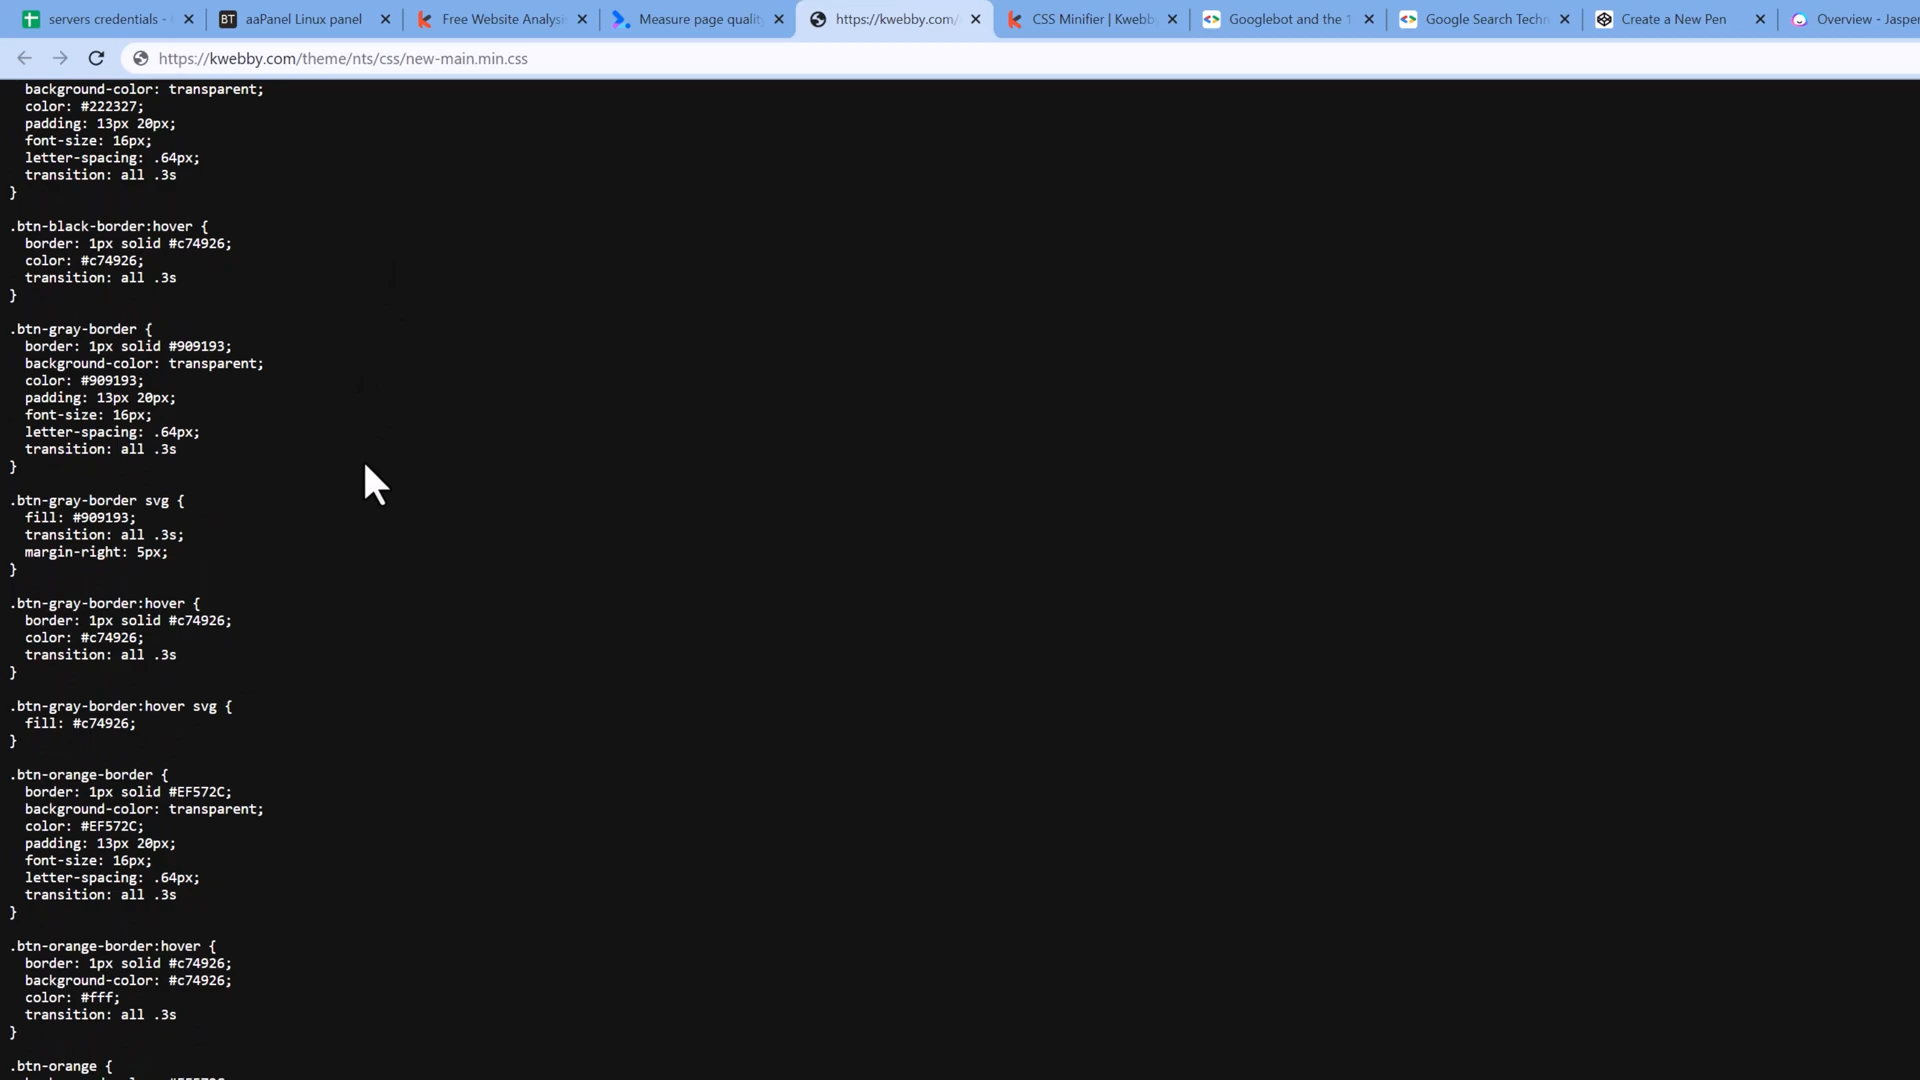 servers credentials -
aaPanel Linux panel
Free Website Analysi
Measure page quality
https://kwebby.com/
CSS Minifier | Kwebby
Googlebot and the 1
Google Search Techn
Create a New Pen
Overview - Jasper
https://kwebby.com/theme/nts/css/new-main.min.css
background-color: transparent;
color: #222327;
padding: 13px 20px;
font-size: 16px;
letter-spacing: .64px;
transition: all .3s
}
.btn-black-border:hover {
border: 1px solid #c74926;
color: #c74926;
transition: all .3s
}
.btn-gray-border {
border: 1px solid #909193;
background-color: transparent;
color: #909193;
padding: 13px 20px;
font-size: 16px;
letter-spacing: .64px;
transition: all .3s
}
.btn-gray-border svg {
fill: #909193;
transition: all .3s;
margin-right: 5px;
}
.btn-gray-border:hover {
border: 1px solid #c74926;
color: #c74926;
transition: all .3s
}
.btn-gray-border:hover svg {
fill: #c74926;
}
.btn-orange-border {
border: 1px solid #EF572C;
background-color: transparent;
color: #EF572C;
padding: 13px 20px;
font-size: 16px;
letter-spacing: .64px;
transition: all .3s
}
.btn-orange-border:hover {
border: 1px solid #c74926;
background-color: #c74926;
color: #fff;
transition: all .3s
}
.btn-orange {